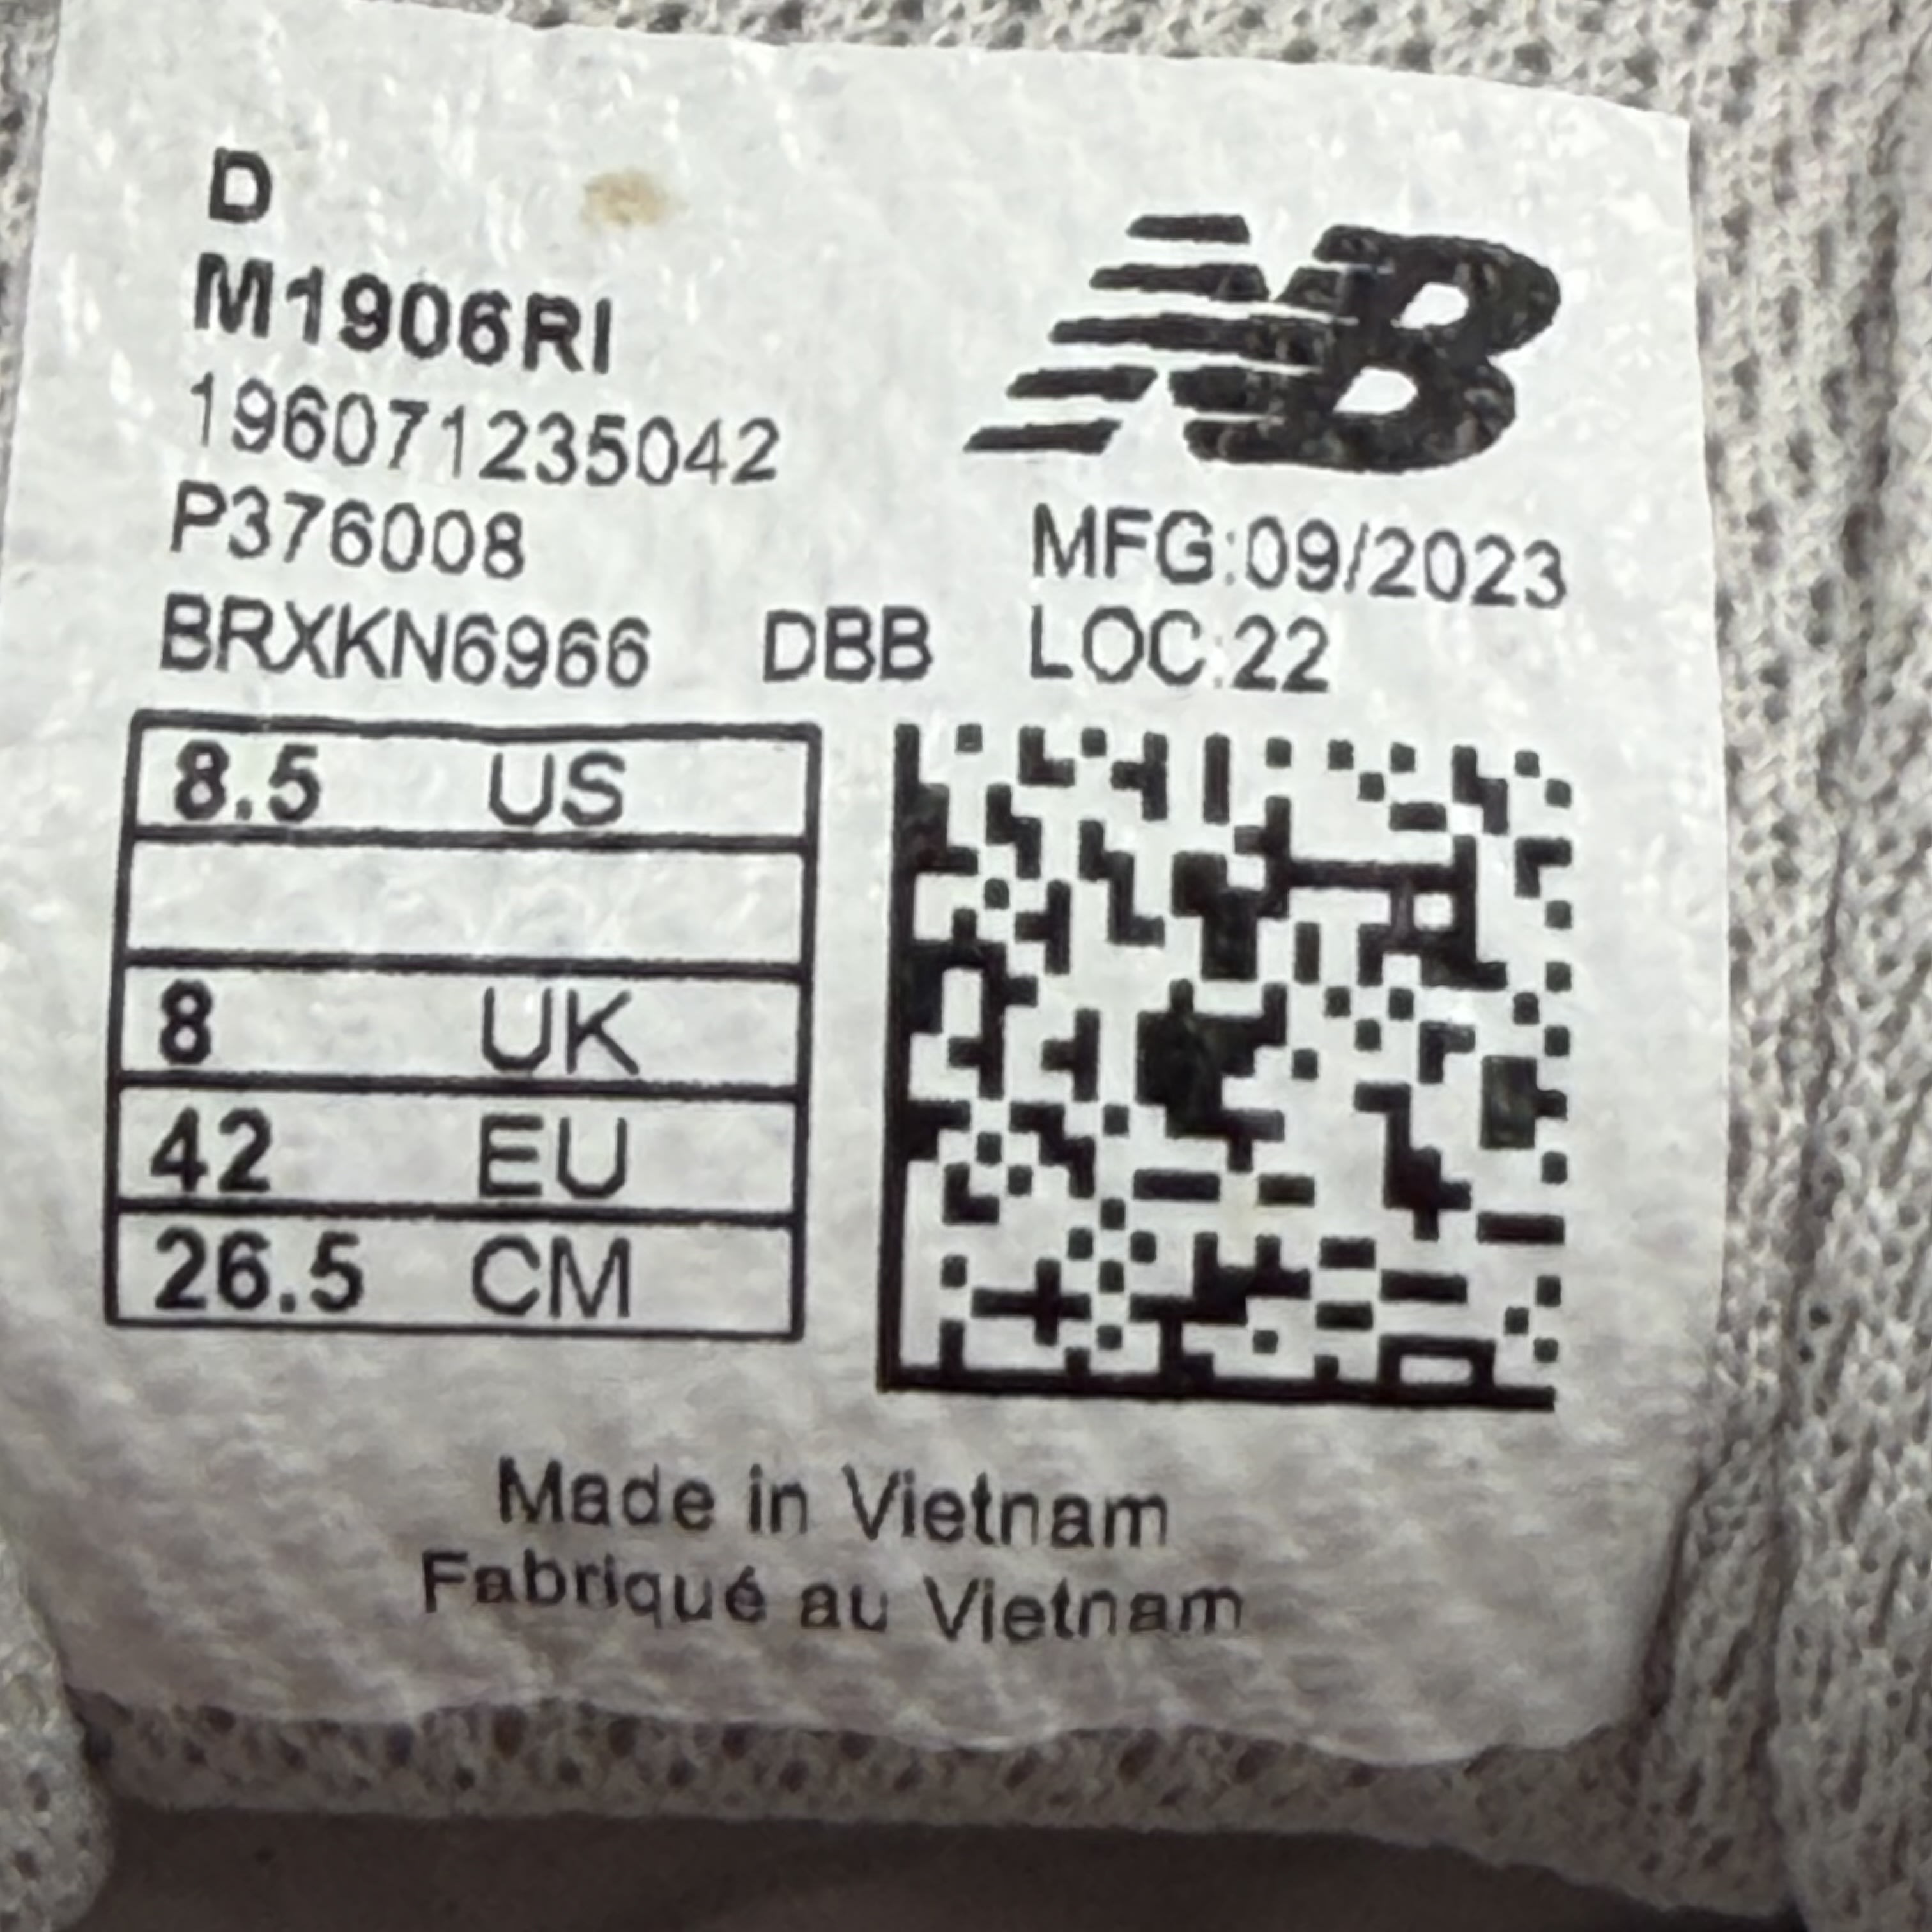 D
M1906RI
196071235042
P376008
BRXKN6966 DBB
NB
MFG:09/2023
LOC:22
8.5 US
8 UK
42 EU
26.5 CM
Made in Vietnam
Fabriqué au Vietnam